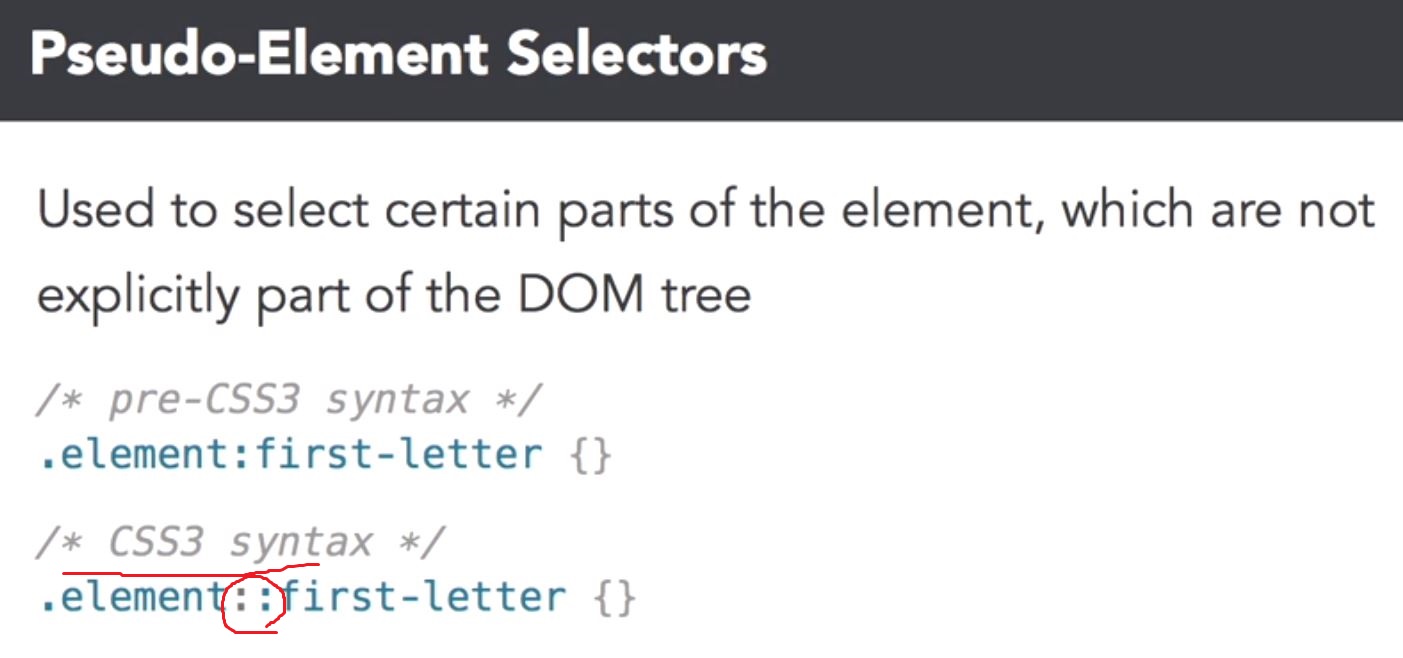 Pseudo-Element Selectors
Used to select certain parts of the element, which are not
explicitly part of the DOM tree
/* pre-CSS3 syntax */
.element:first-letter {}
/* CSS3 syntax */
.element::first-letter {}